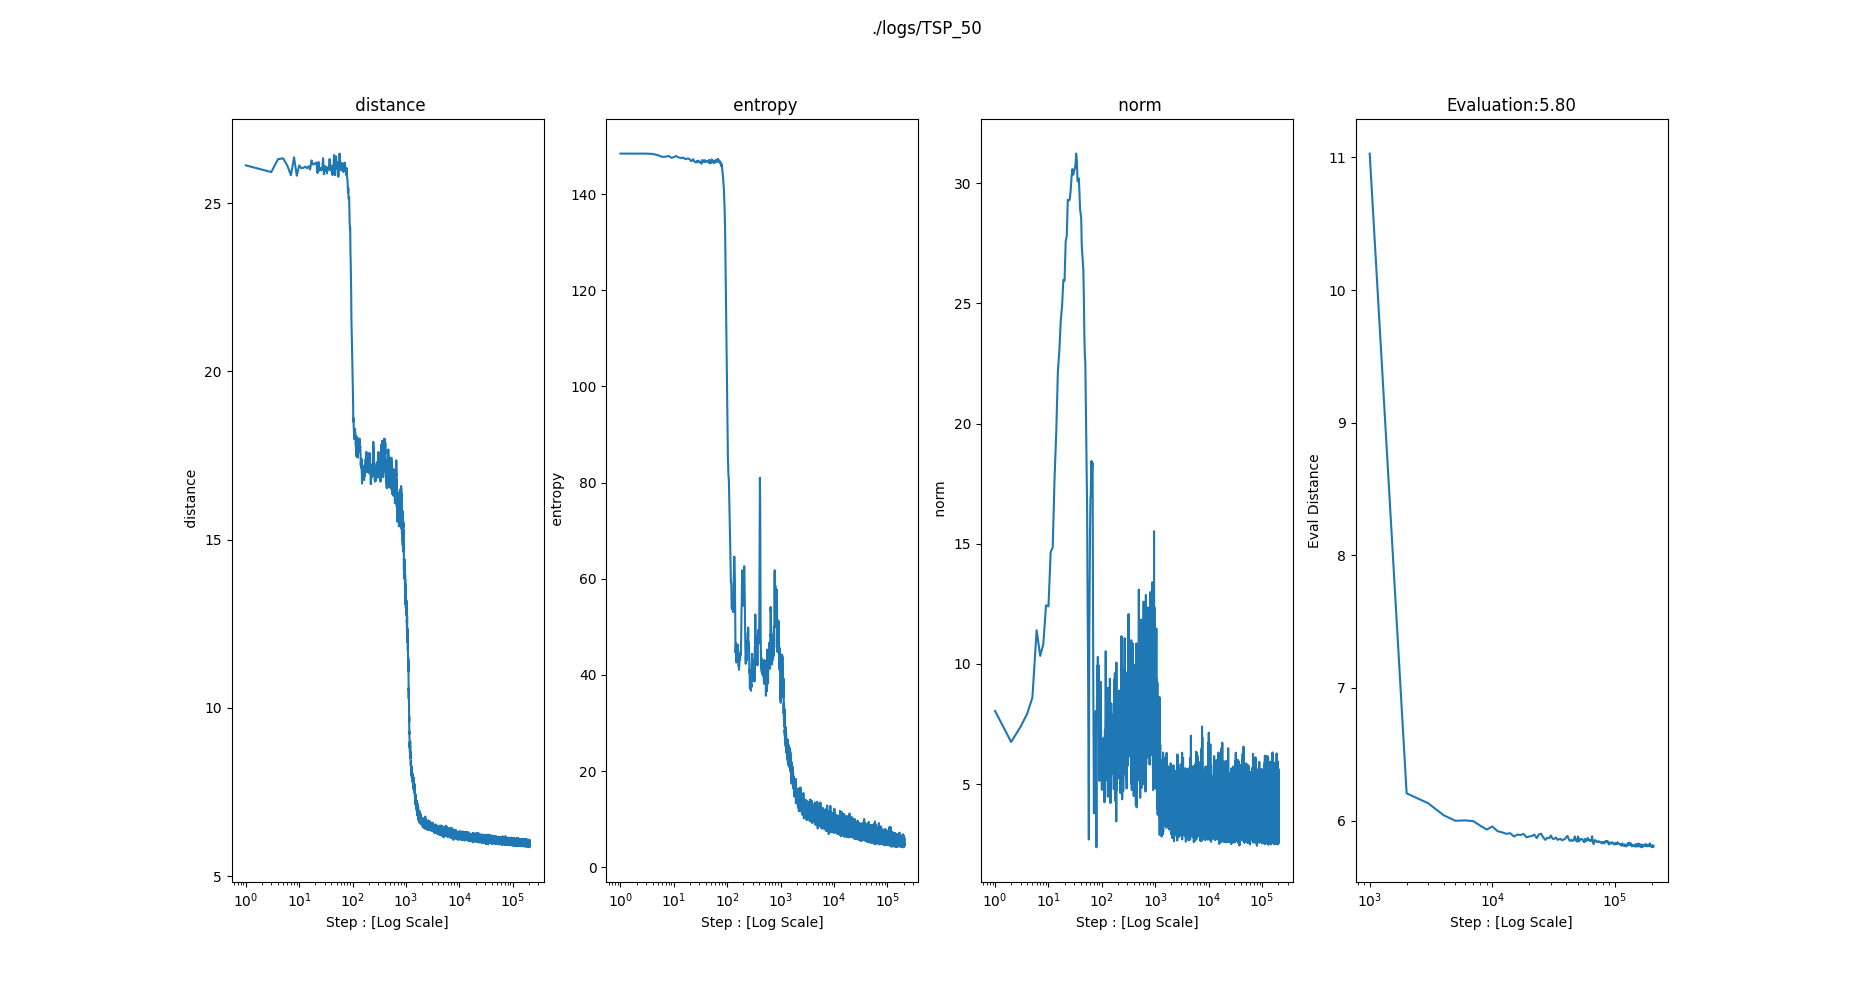 ./logs/TSP_50
distance
distance
25
20
15
10
5
10^0 10^1 10^2 10^3 10^4 10^5
Step : [Log Scale]
entropy
entropy
140
120
100
80
60
40
20
0
10^0 10^1 10^2 10^3 10^4 10^5
Step : [Log Scale]
norm
norm
30
25
20
15
10
5
10^0 10^1 10^2 10^3 10^4 10^5
Step : [Log Scale]
Evaluation:5.80
Eval Distance
11
10
9
8
7
6
10^3 10^4 10^5
Step : [Log Scale]